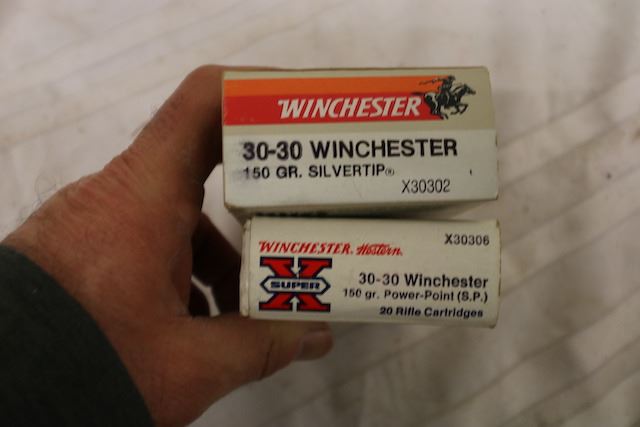 WINCHESTER
30-30 WINCHESTER
150 GR. SILVERTIP®
X30302
WINCHESTER Western X30306
X
SUPER
30-30 Winchester
150 gr. Power-Point (S.P.)
20 Rifle Cartridges